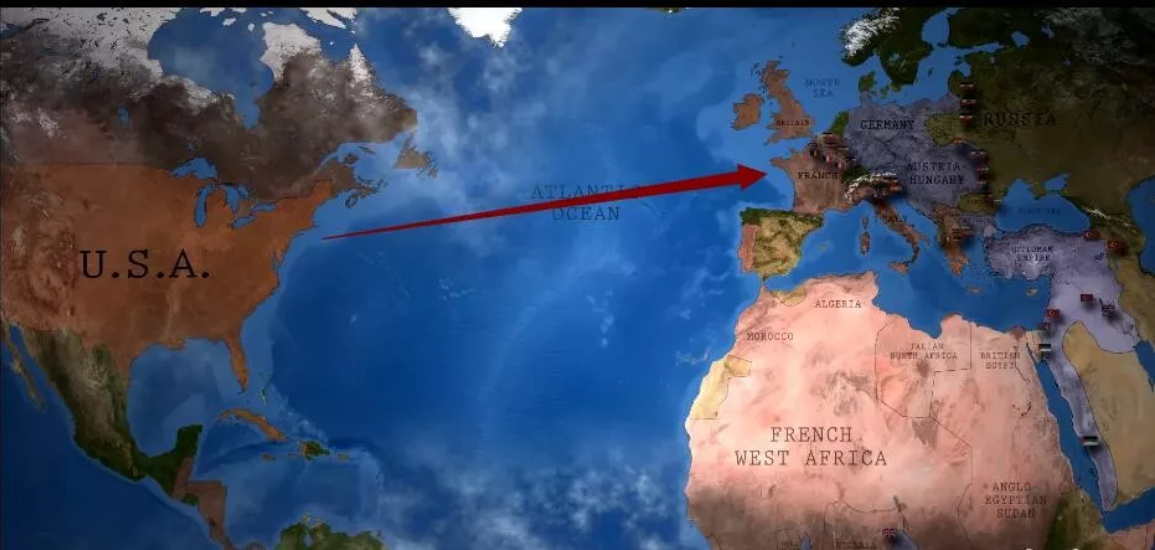 NORTH
SEA
BRITAIN
GERMANY
RUSSIA
FRANCE
AUSTRIA-
HUNGARY
ATLANTIC
OCEAN
ITALY
U.S.A.
OTTOMAN
EMPIRE
ALGERIA
MOROCCO
ITALIAN
NORTH AFRICA
BRITISH
EGYPT
FRENCH
WEST AFRICA
ANGLO-
EGYPTIAN
SUDAN